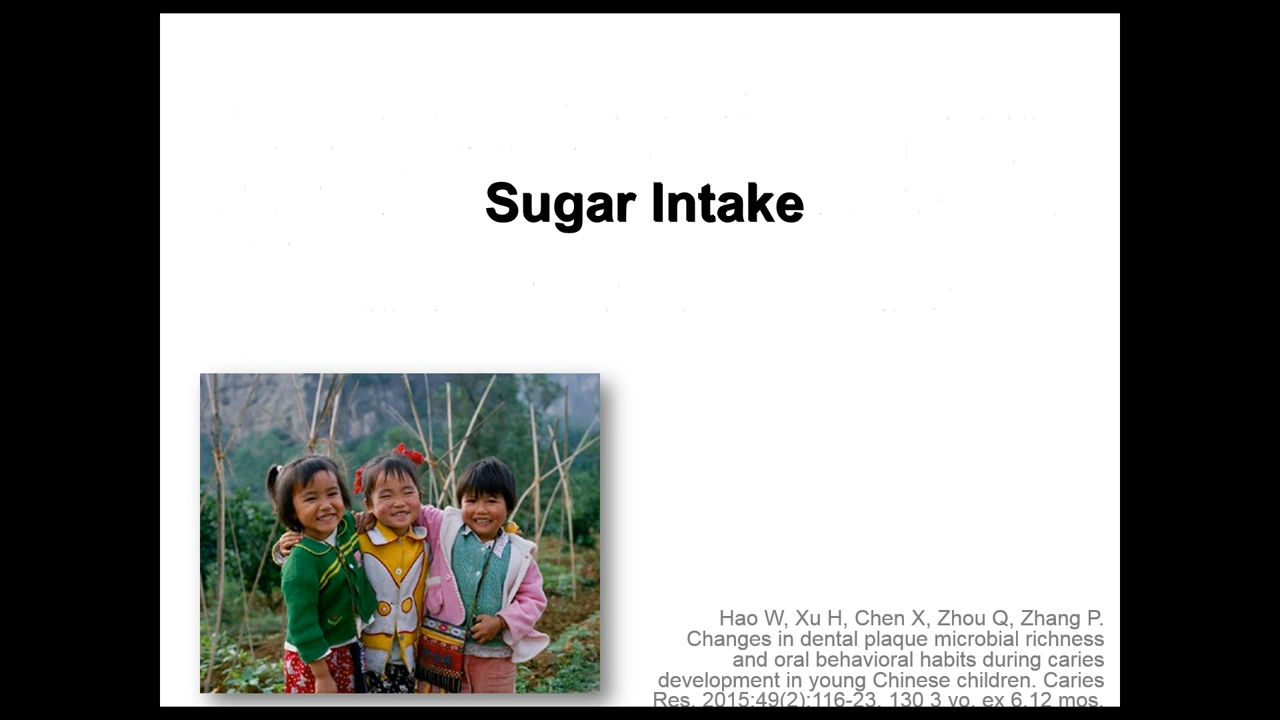 Sugar Intake
Hao W, Xu H, Chen X, Zhou Q, Zhang P.
Changes in dental plaque microbial richness
and oral behavioral habits during caries
development in young Chinese children. Caries
Res. 2015;49(2):116-23. 130 3 yo, ex 6,12 mos.